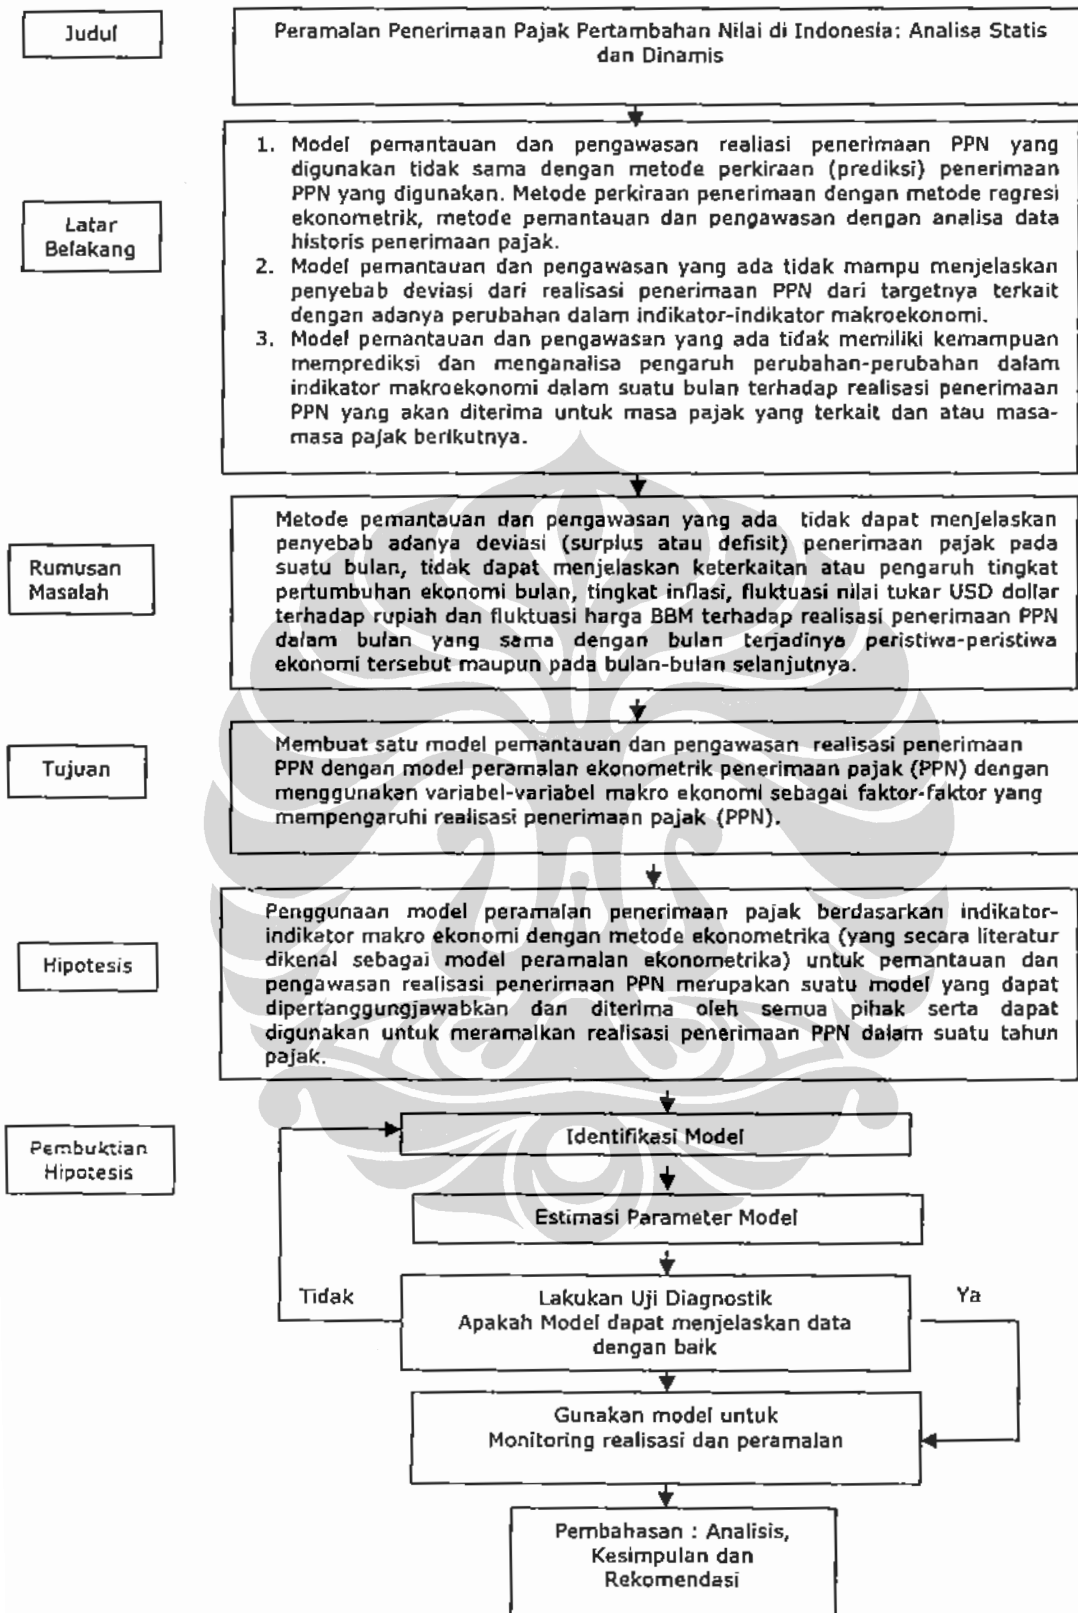 Judul
Peramalan Penerimaan Pajak Pertambahan Nilai di Indonesia: Analisa Statis
dan Dinamis
Latar
Belakang
1. Model pemantauan dan pengawasan realiasi penerimaan PPN yang
digunakan tidak sama dengan metode perkiraan (prediksi) penerimaan
PPN yang digunakan. Metode perkiraan penerimaan dengan metode regresi
ekonometrik, metode pemantauan dan pengawasan dengan analisa data
historis penerimaan pajak.
2. Model pemantauan dan pengawasan yang ada tidak mampu menjelaskan
penyebab deviasi dari realisasi penerimaan PPN dari targetnya terkait
dengan adanya perubahan dalam indikator-indikator makroekonomi.
3. Model pemantauan dan pengawasan yang ada tidak memiliki kemampuan
memprediksi dan menganalisa pengaruh perubahan-perubahan dalam
indikator makroekonomi dalam suatu bulan terhadap realisasi penerimaan
PPN yang akan diterima untuk masa pajak yang terkait dan atau masa-
masa pajak berikutnya.
Rumusan
Masalah
Metode pemantauan dan pengawasan yang ada tidak dapat menjelaskan
penyebab adanya deviasi (surplus atau defisit) penerimaan pajak pada
suatu bulan, tidak dapat menjelaskan keterkaitan atau pengaruh tingkat
pertumbuhan ekonomi bulan, tingkat inflasi, fluktuasi nilai tukar USD dollar
terhadap rupiah dan fluktuasi harga BBM terhadap realisasi penerimaan PPN
dalam bulan yang sama dengan bulan terjadinya peristiwa-peristiwa
ekonomi tersebut maupun pada bulan-bulan selanjutnya.
Tujuan
Membuat satu model pemantauan dan pengawasan realisasi penerimaan
PPN dengan model peramalan ekonometrik penerimaan pajak (PPN) dengan
menggunakan variabel-variabel makro ekonomi sebagai faktor-faktor yang
mempengaruhi realisasi penerimaan pajak (PPN).
Hipotesis
Penggunaan model peramalan penerimaan pajak berdasarkan indikator-
indikator makro ekonomi dengan metode ekonometrika (yang secara literatur
dikenal sebagai model peramalan ekonometrika) untuk pemantauan dan
pengawasan realisasi penerimaan PPN merupakan suatu model yang dapat
dipertanggungjawabkan dan diterima oleh semua pihak serta dapat
digunakan untuk meramalkan realisasi penerimaan PPN dalam suatu tahun
pajak.
Pembuktian
Hipotesis
Identifikasi Model
Estimasi Parameter Model
Tidak
Lakukan Uji Diagnostik
Apakah Model dapat menjelaskan data
dengan baik
Ya
Gunakan model untuk
Monitoring realisasi dan peramalan
Pembahasan : Analisis,
Kesimpulan dan
Rekomendasi